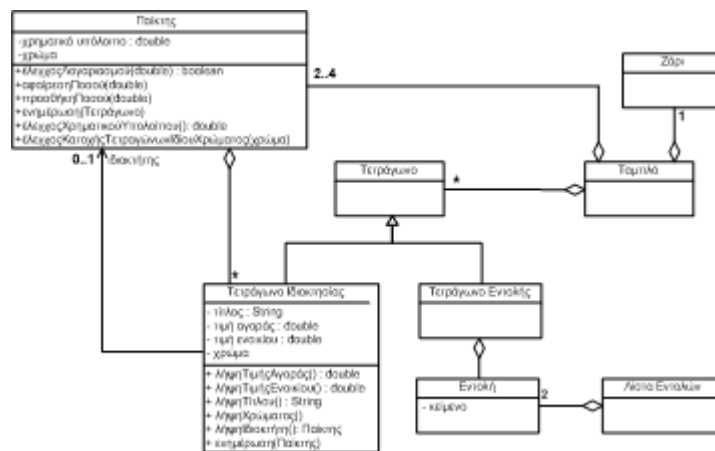 Παίκτης
-χρηματικό υπόλοιπο : double
-χρώμα
+έλεγχοςΛογαριασμού(double) : boolean
+αφαίρεσηΠοσού(double)
+προσθήκηΠοσού(double)
+ενημέρωση(Τετράγωνο)
+έλεγχοςΧρηματικούΥπολοίπου(): double
+έλεγχοςΚατοχήςΤετραγώνωνΙδίουΧρώματος(χρώμα)
2..4
Ζάρι
1
0..1
ιδιοκτήτης
Τετράγωνο
*
Ταμπλό
*
Τετράγωνο Ιδιοκτησίας
- τίτλος : String
- τιμή αγοράς : double
- τιμή ενοικίου : double
- χρώμα
+ λήψηΤιμήςΑγοράς() : double
+ λήψηΤιμήςΕνοικίου() : double
+ λήψηΤίτλου() : String
+ λήψηΧρώματος()
+ λήψηΙδιοκτήτη() : Παίκτης
+ ενημέρωση(Παίκτης)
Τετράγωνο Εντολής
Εντολή
- κείμενο
2
Λίστα Εντολών